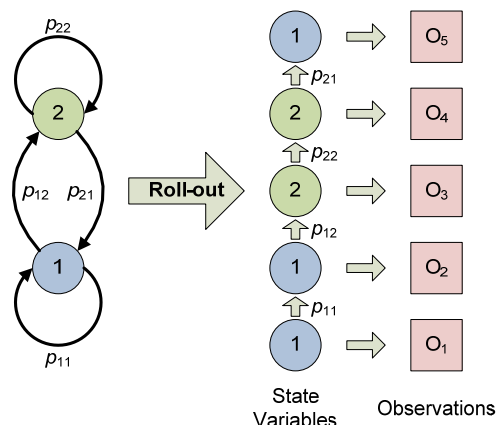 p22
2
p12
p21
1
p11
Roll-out
1
O5
p21
2
O4
p22
2
O3
p12
1
O2
p11
1
O1
State
Variables
Observations